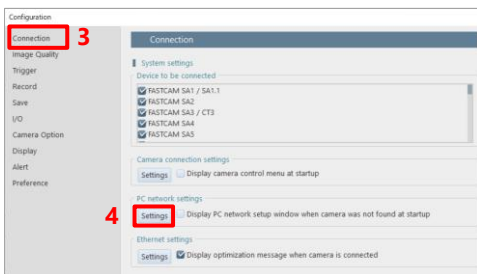 Configuration
Connection
3
Image Quality
Trigger
Record
Save
I/O
Camera Option
Display
Alert
Preference
Connection
System settings
Device to be connected
FASTCAM SA1 / SA1.1
FASTCAM SA2
FASTCAM SA3 / CT3
FASTCAM SA4
FASTCAM SA5
Camera connection settings
Settings Display camera control menu at startup
PC network settings
4 Settings Display PC network setup window when camera was not found at startup
Ethernet settings
Settings Display optimization message when camera is connected